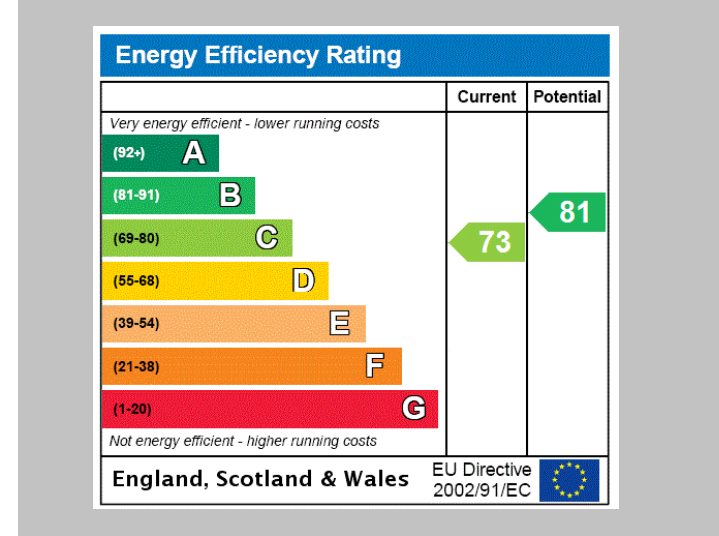 Energy Efficiency Rating
Current Potential
Very energy efficient - lower running costs
(92+) A
(81-91) B
(69-80) C
(55-68) D
(39-54) E
(21-38) F
(1-20) G
73
81
Not energy efficient - higher running costs
England, Scotland & Wales
EU Directive
2002/91/EC